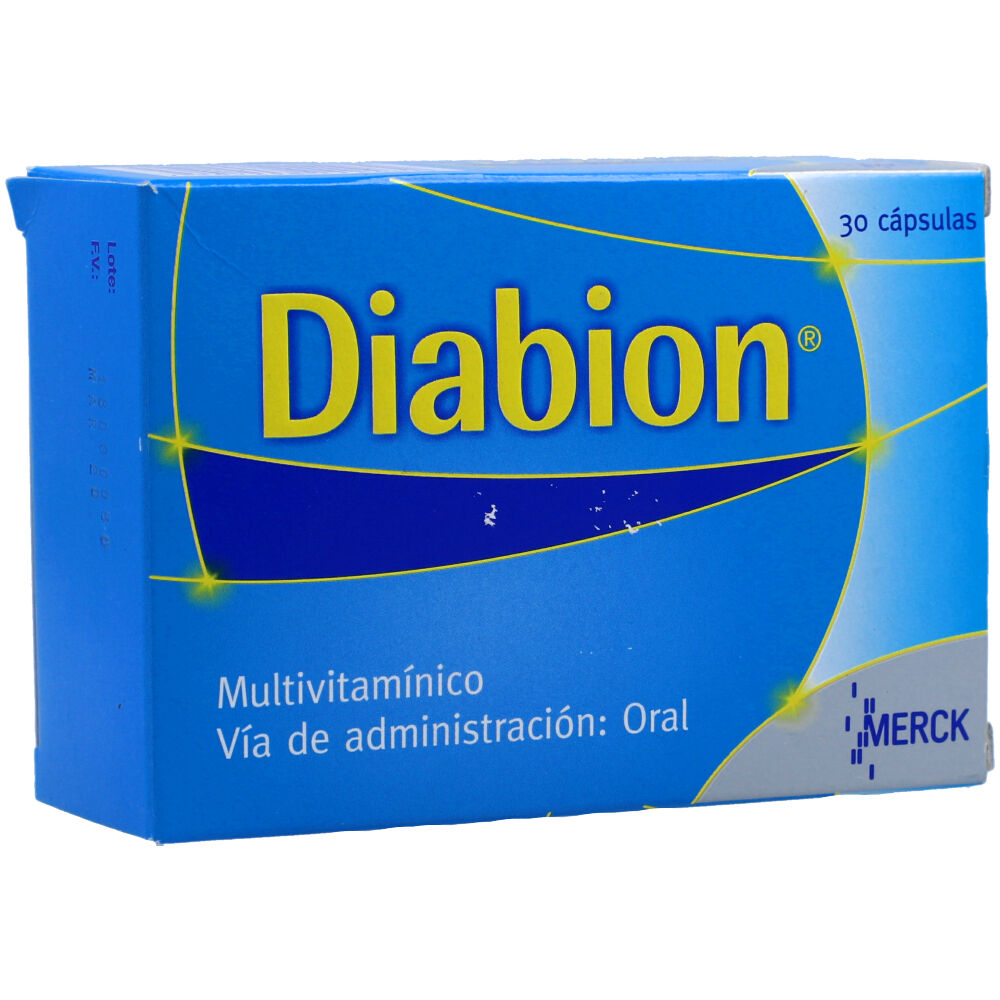 30 cápsulas
Diabion®
Multivitamínico
Vía de administración: Oral
MERCK
Lote:
F.V.: